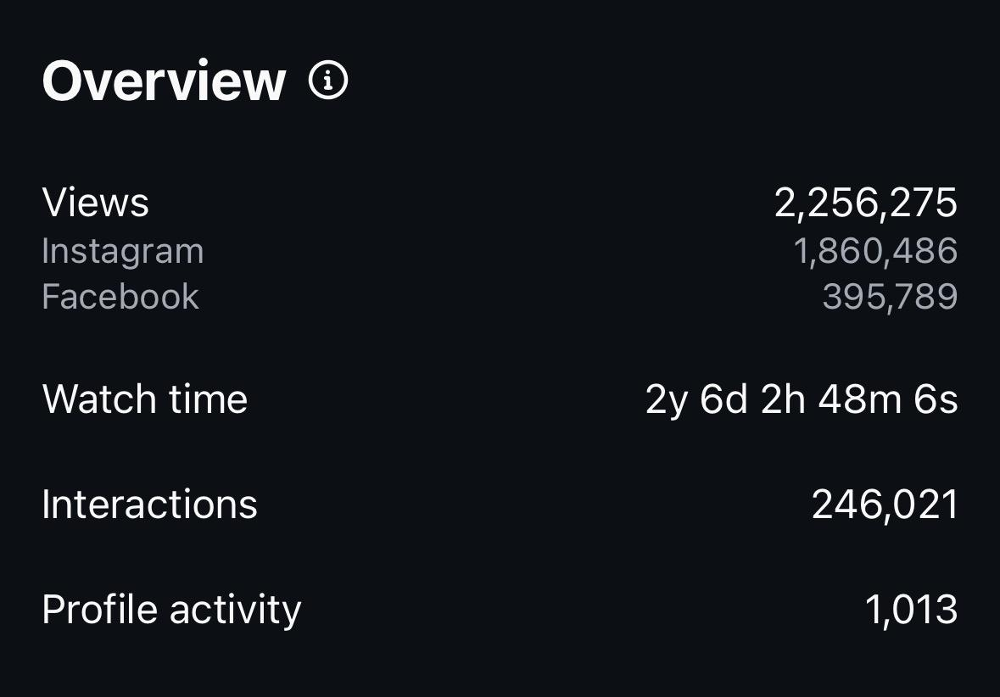 Overview
Views 2,256,275
Instagram 1,860,486
Facebook 395,789
Watch time 2y 6d 2h 48m 6s
Interactions 246,021
Profile activity 1,013